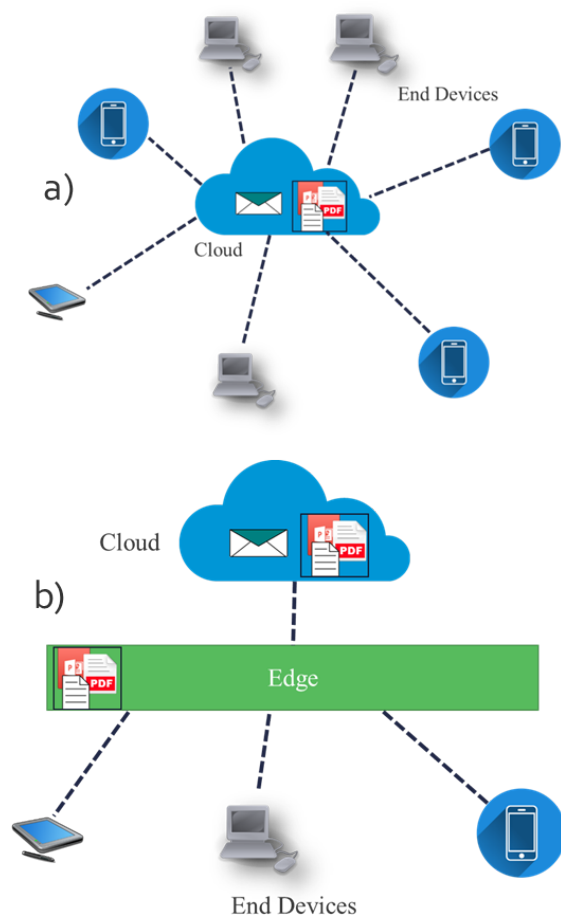 End Devices
a)
PDF
Cloud
Cloud
PDF
b)
PDF
Edge
End Devices